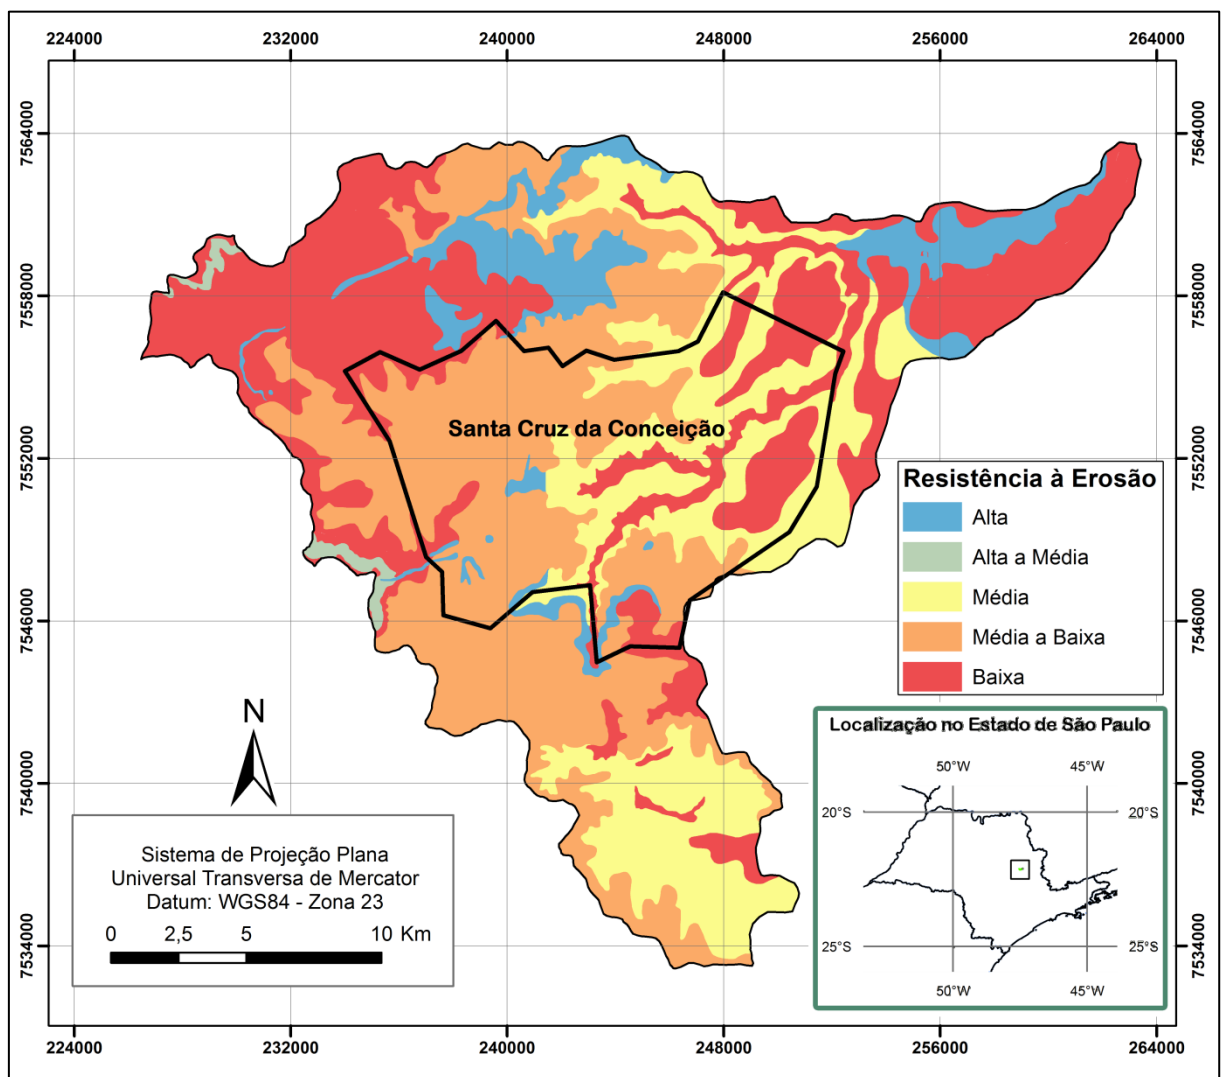 224000 232000 240000 248000 256000 264000
7564000 7564000
7558000 7558000
7552000 7552000
7546000 7546000
7540000 7540000
7534000 7534000
Santa Cruz da Conceição
Resistência à Erosão
Alta
Alta a Média
Média
Média a Baixa
Baixa
N
Sistema de Projeção Plana
Universal Transversa de Mercator
Datum: WGS84 - Zona 23
0 2,5 5 10 Km
Localização no Estado de São Paulo
50°W 45°W
20°S 20°S
25°S 25°S
50°W 45°W
224000 232000 240000 248000 256000 264000